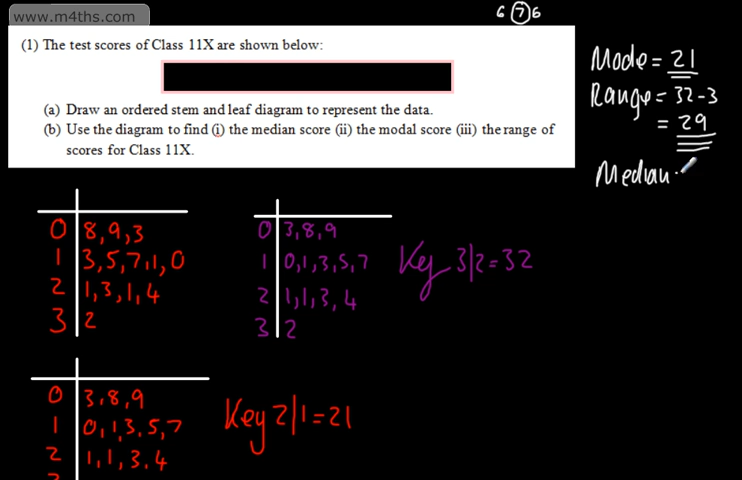 www.m4ths.com
6 7 6
(1) The test scores of Class 11X are shown below:
(a) Draw an ordered stem and leaf diagram to represent the data.
(b) Use the diagram to find (i) the median score (ii) the modal score (iii) the range of
scores for Class 11X.
Mode = 21
Range = 32-3
= 29
Median
0 8, 9, 3
1 3, 5, 7, 1, 0
2 1, 3, 1, 4
3 2
0 3, 8, 9
1 0, 1, 3, 5, 7
2 1, 1, 3, 4
3 2
Key 3|2 = 32
0 3, 8, 9
1 0, 1, 3, 5, 7
2 1, 1, 3, 4
Key 2|1 = 21